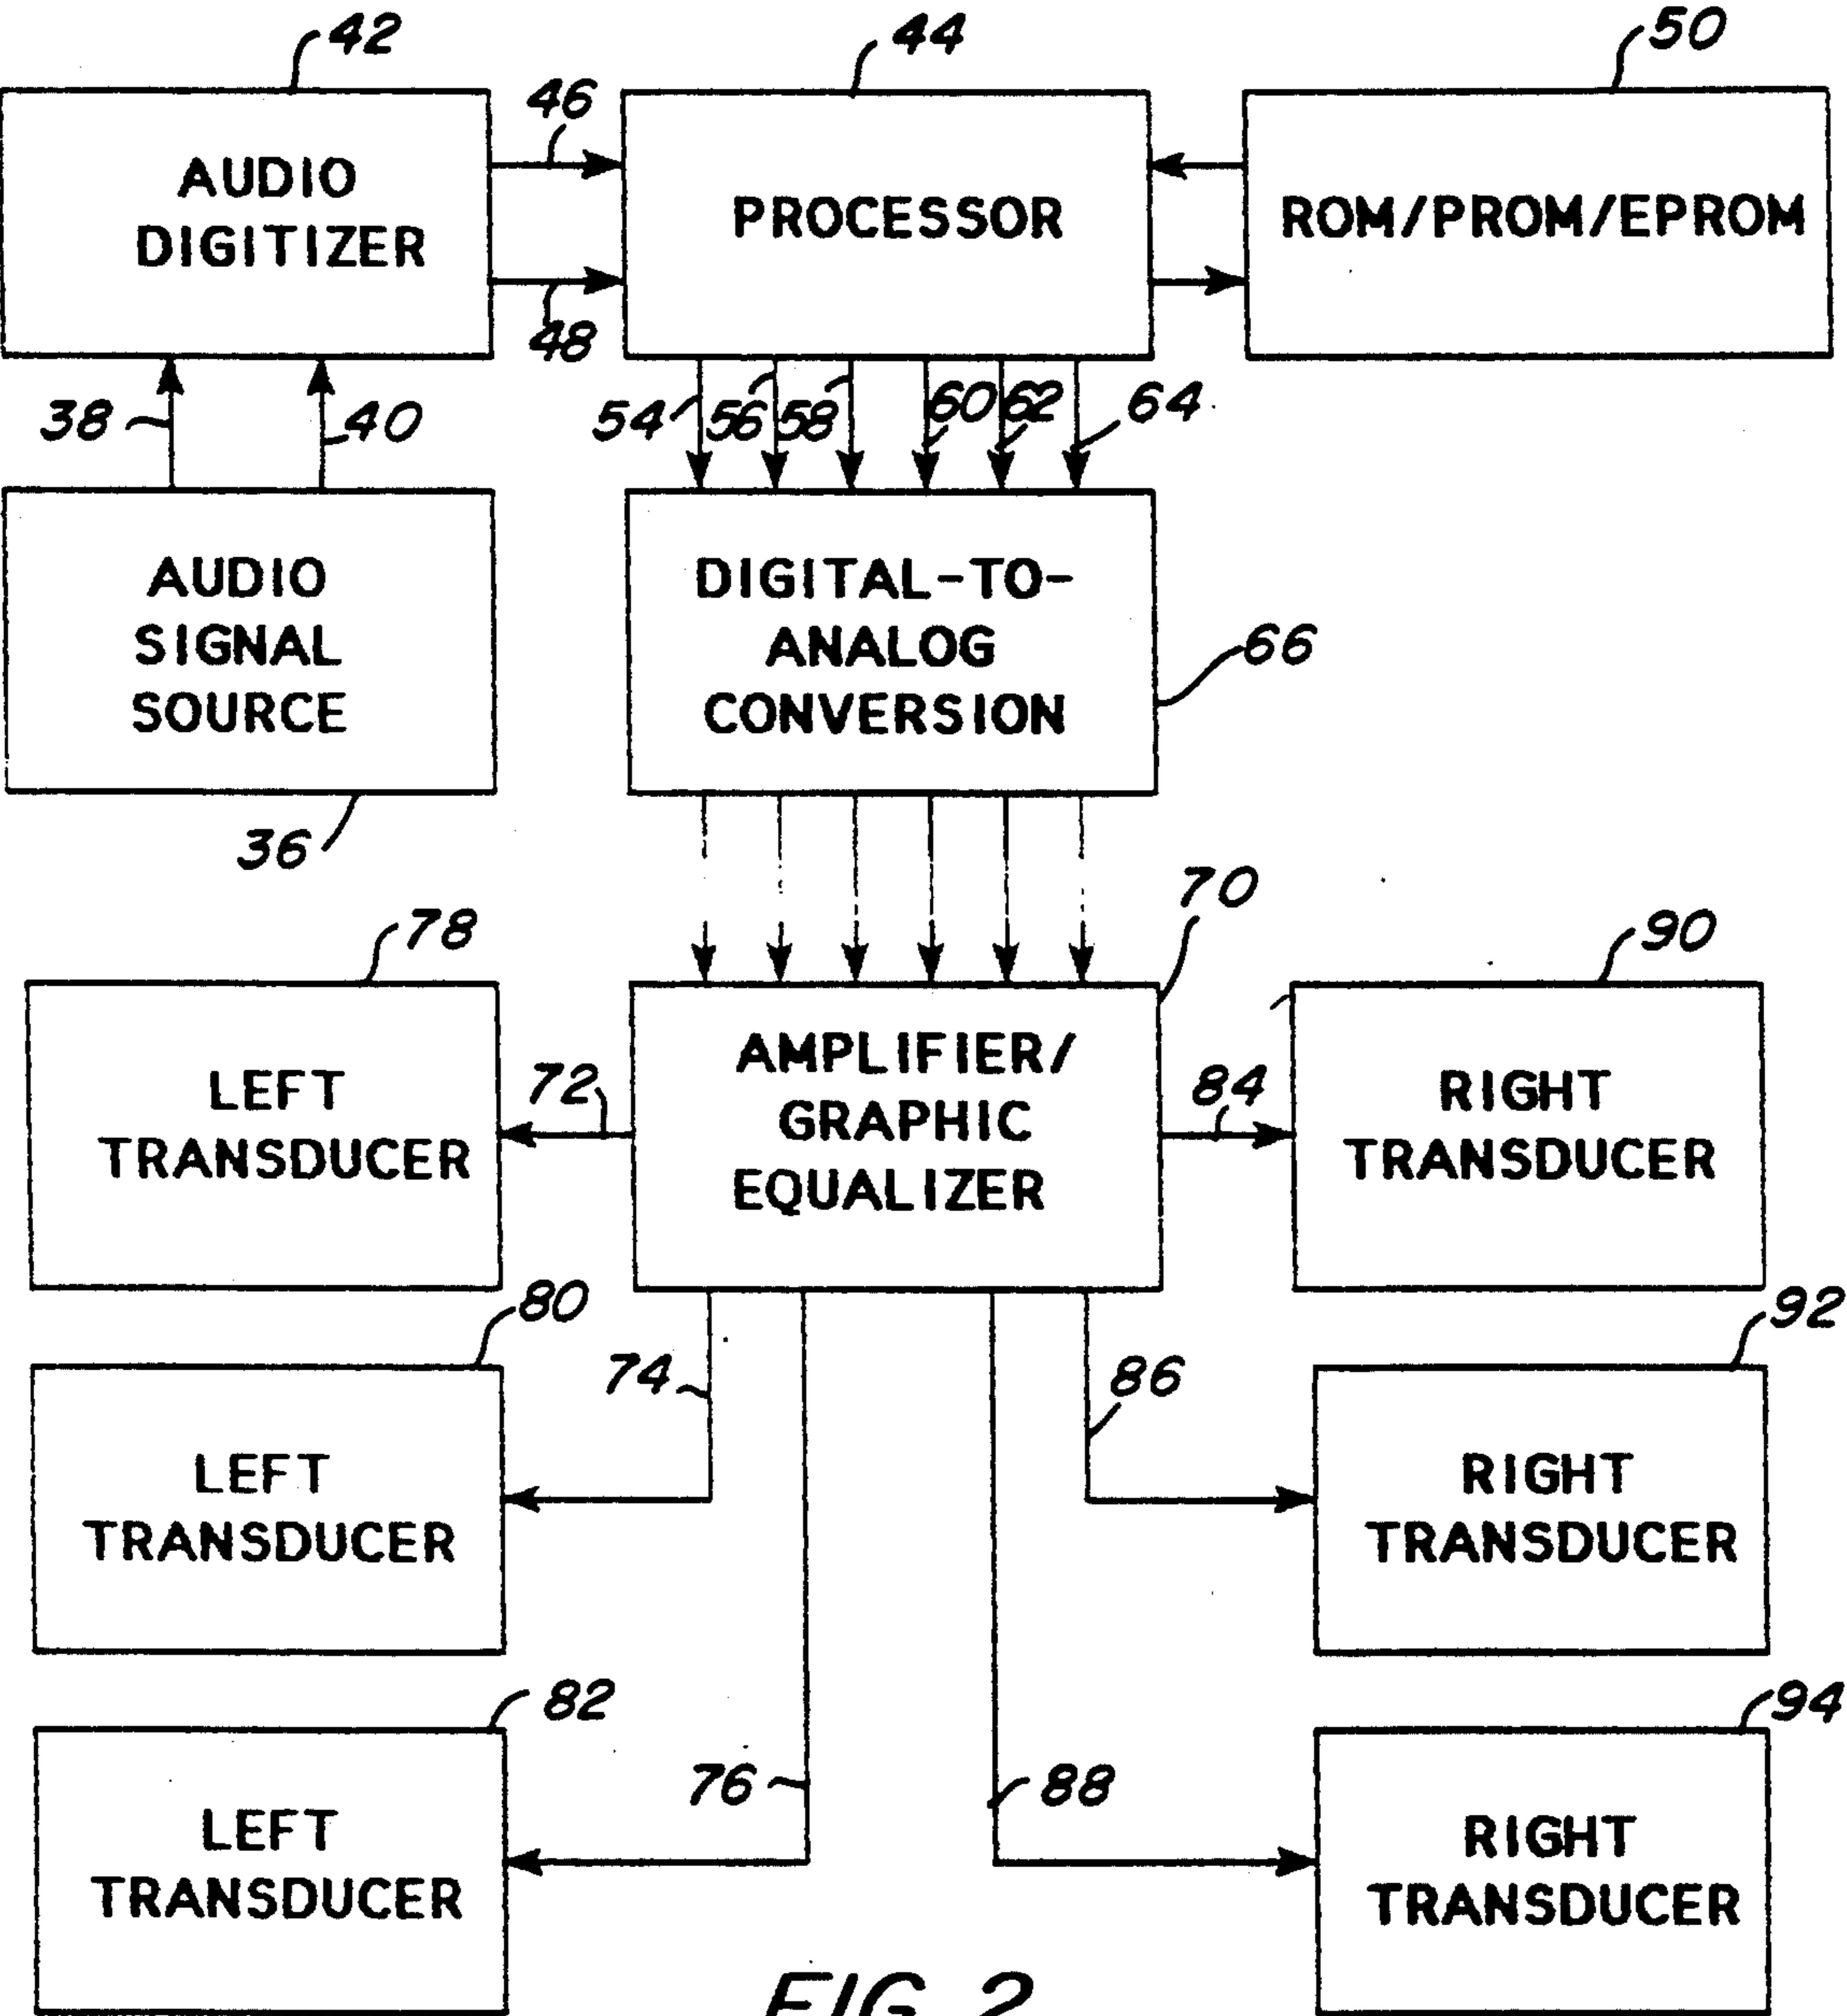 42
44
50
46
AUDIO
DIGITIZER
PROCESSOR
ROM/PROM/EPROM
48
38
40
54
56
58
60
62
64
AUDIO
SIGNAL
SOURCE
DIGITAL-TO-
ANALOG
CONVERSION
66
36
70
78
90
LEFT
TRANSDUCER
72
AMPLIFIER/
GRAPHIC
EQUALIZER
84
RIGHT
TRANSDUCER
80
92
74
86
LEFT
TRANSDUCER
RIGHT
TRANSDUCER
82
94
76
88
LEFT
TRANSDUCER
RIGHT
TRANSDUCER
FIG. 2